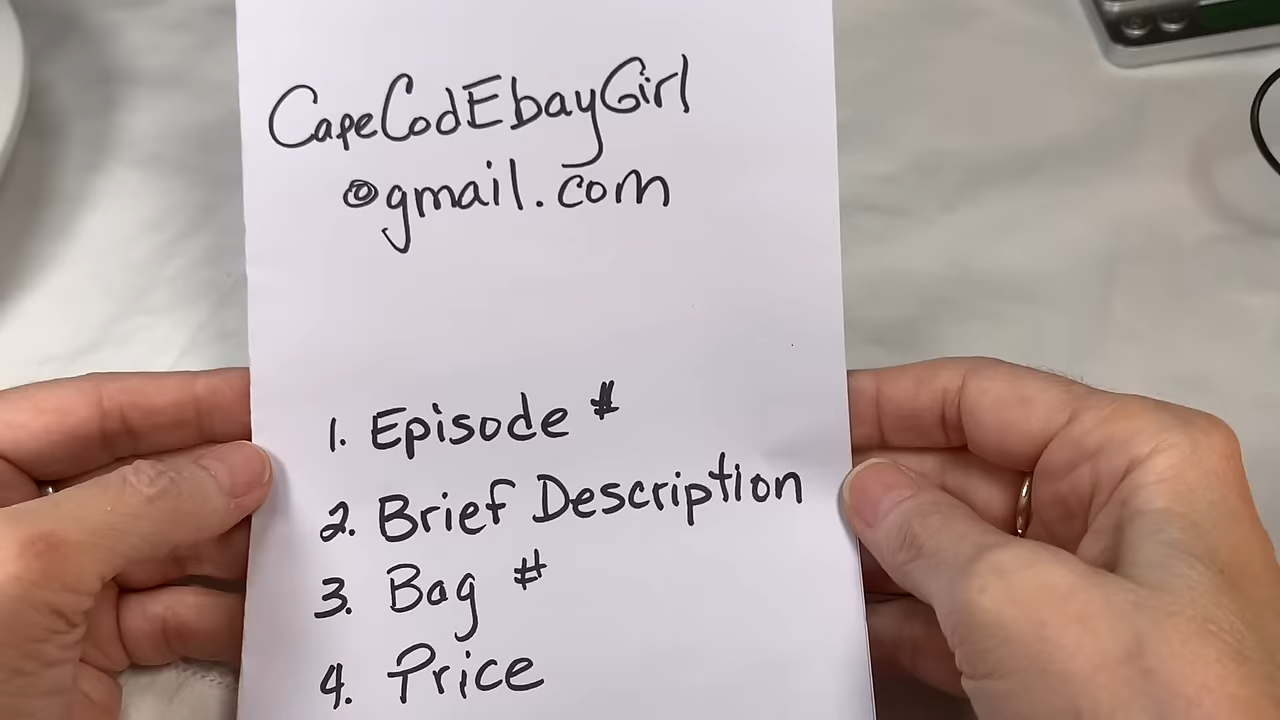 CapeCodEbayGirl
@gmail.com
1. Episode #
2. Brief Description
3. Bag #
4. Price